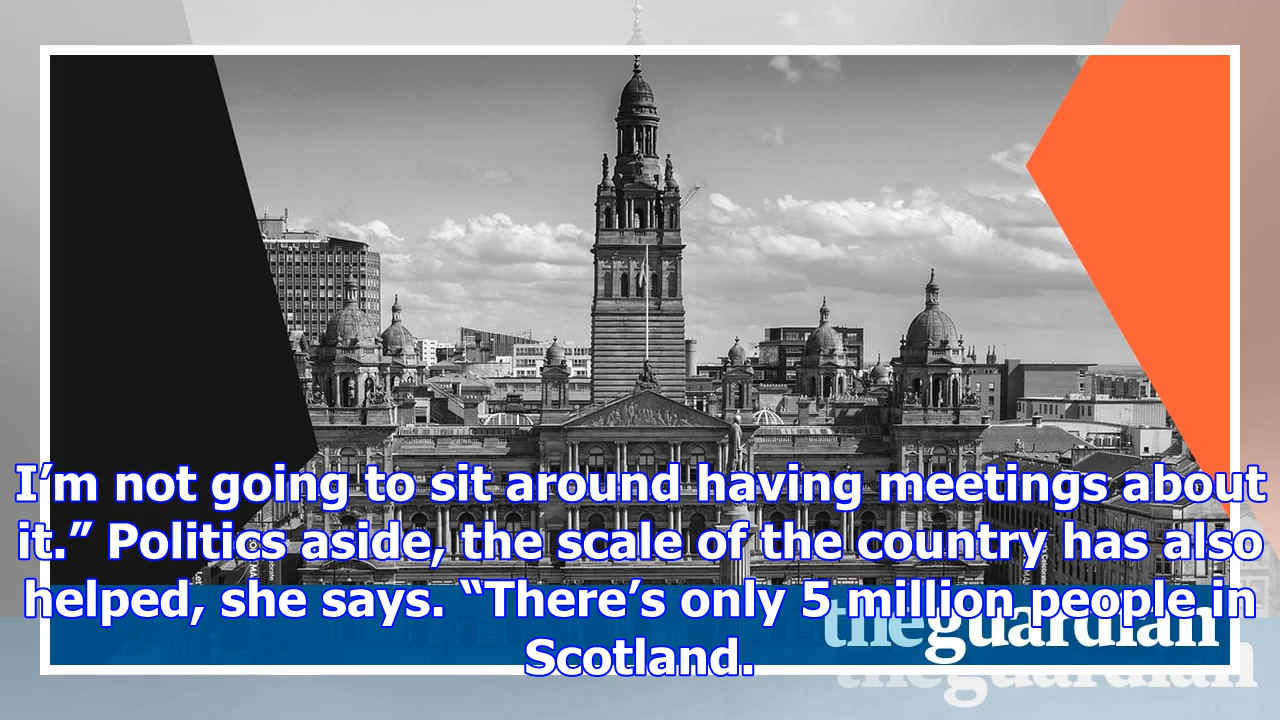 I’m not going to sit around having meetings about
it.” Politics aside, the scale of the country has also
helped, she says. “There’s only 5 million people in
Scotland.
theguardian
theguardian